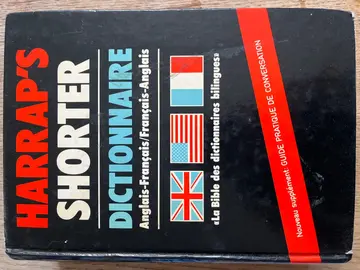 HARRAP'S
SHORTER
DICTIONNAIRE
Anglais-Français/Français-Anglais
«La Bible des dictionnaires bilingues»
Nouveau supplément: GUIDE PRATIQUE DE CONVERSATION